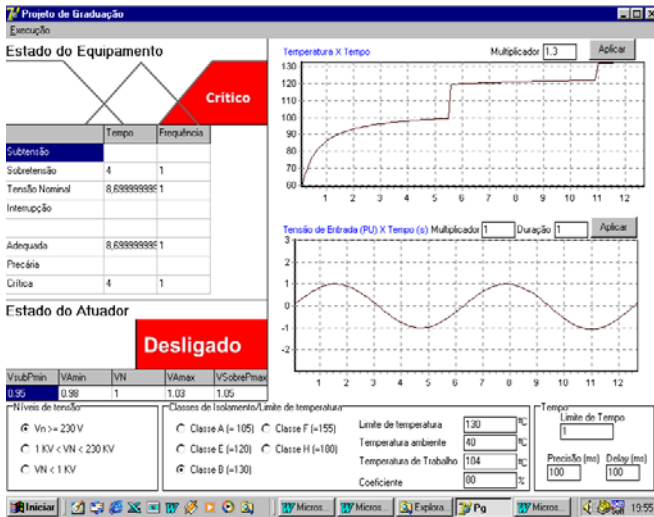 Projeto de Graduação
Execução
Estado do Equipamento
Crítico
Tempo Frequência
Subtensão
Sobretensão 4 1
Tensão Nominal 8,699999999 1
Interrupção
Adequada 8,699999999 1
Precária
Crítica 4 1
Estado do Atuador
Desligado
VsubPmin VAmin VN VAmax VSobrePmax
0.95 0.98 1 1.03 1.05
Temperatura X Tempo Multiplicador 1.3 Aplicar
130
120
110
100
90
80
70
60
1 2 3 4 5 6 7 8 9 10 11 12
Tensão de Entrada (PU) X Tempo (s) Multiplicador 1 Duração 1 Aplicar
3
2
1
0
-1
-2
1 2 3 4 5 6 7 8 9 10 11 12
Níveis de tensão
Vn >= 230 V
1 KV < VN < 230 KV
VN < 1 KV
Classes de Isolamento/Limite de temperatura
Classe A (= 105) Classe F (=155)
Classe E (=120) Classe H (=180)
Classe B (=130)
Limite de temperatura 130 ºC
Temperatura ambiente 40 ºC
Temperatura de Trabalho 104 ºC
Coeficiente 80 %
Tempo
Limite de Tempo
1
Precisão (ms) Delay (ms)
100 100
Iniciar Micros... Micros... Explora... Pg Micros... 19:55